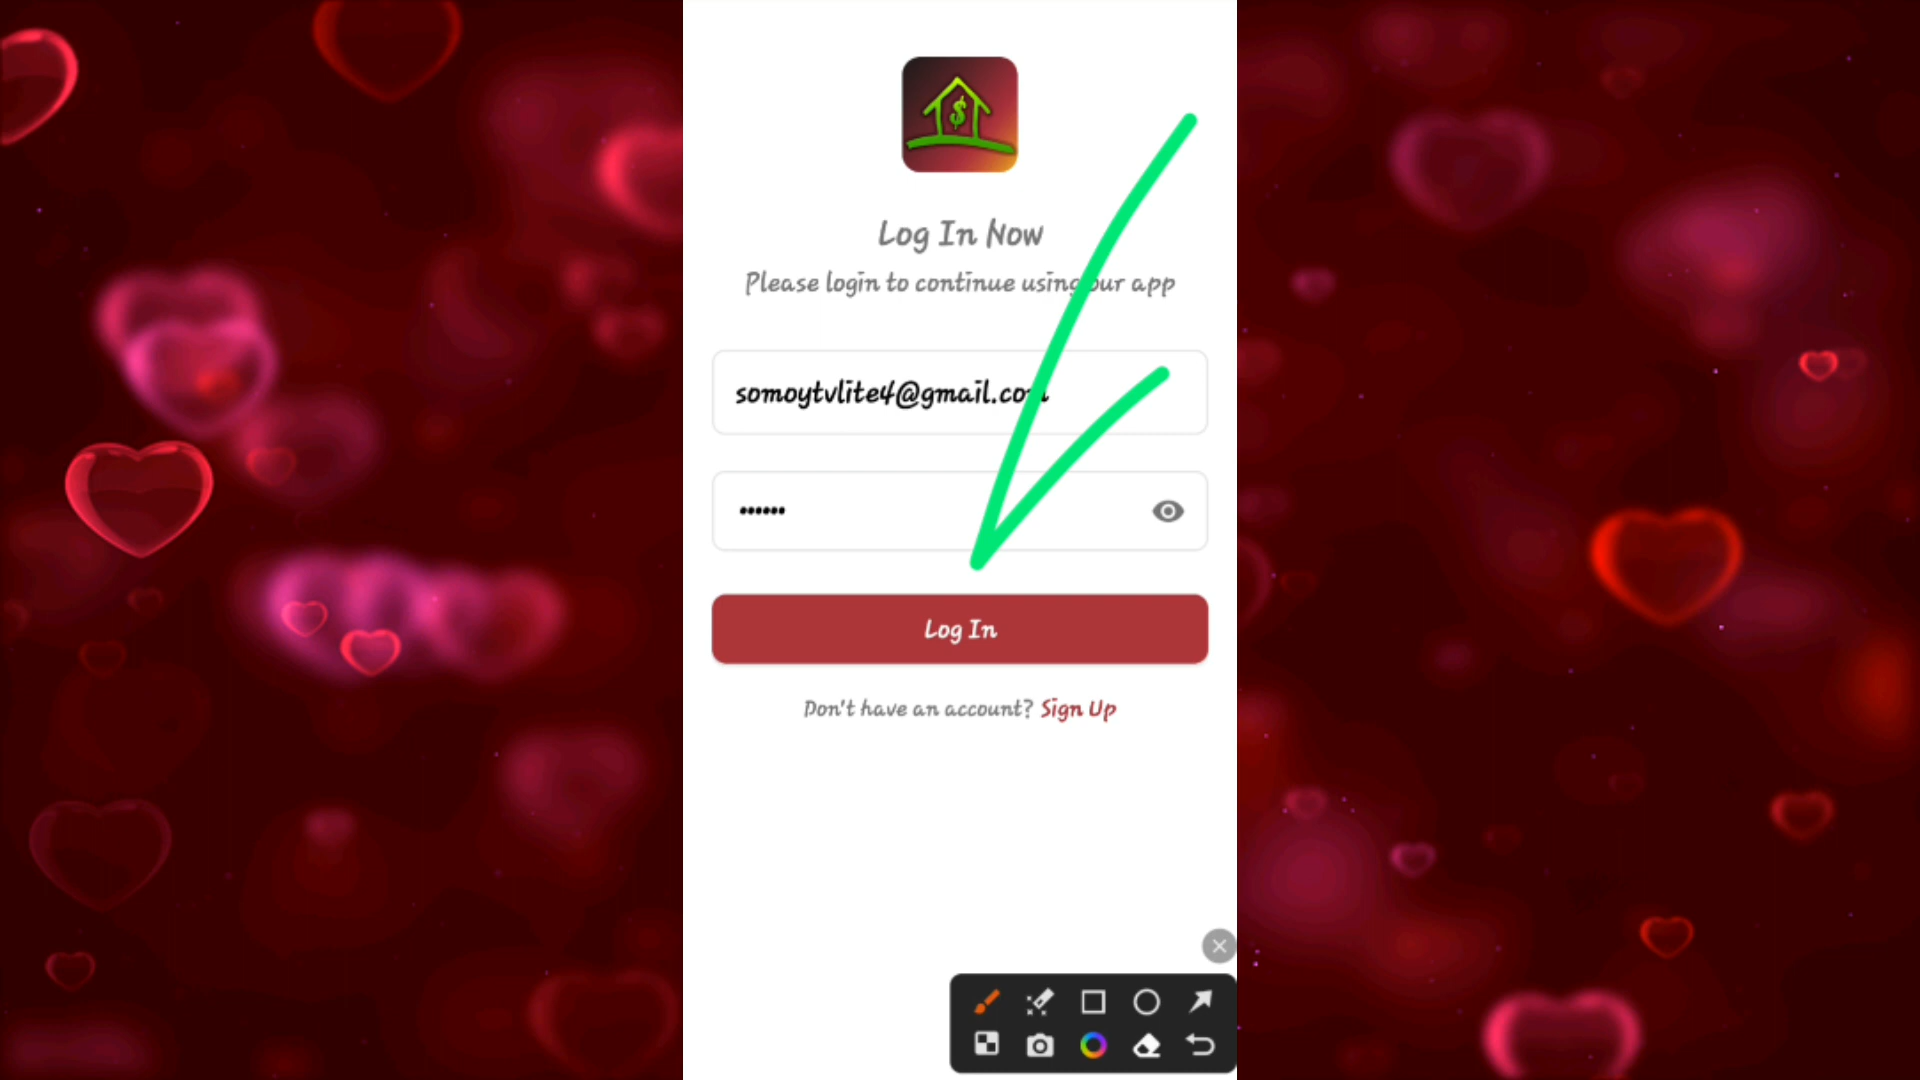 $
Log In Now
Please login to continue using our app
somoytvlite4@gmail.com
••••••
Log In
Don't have an account? Sign Up